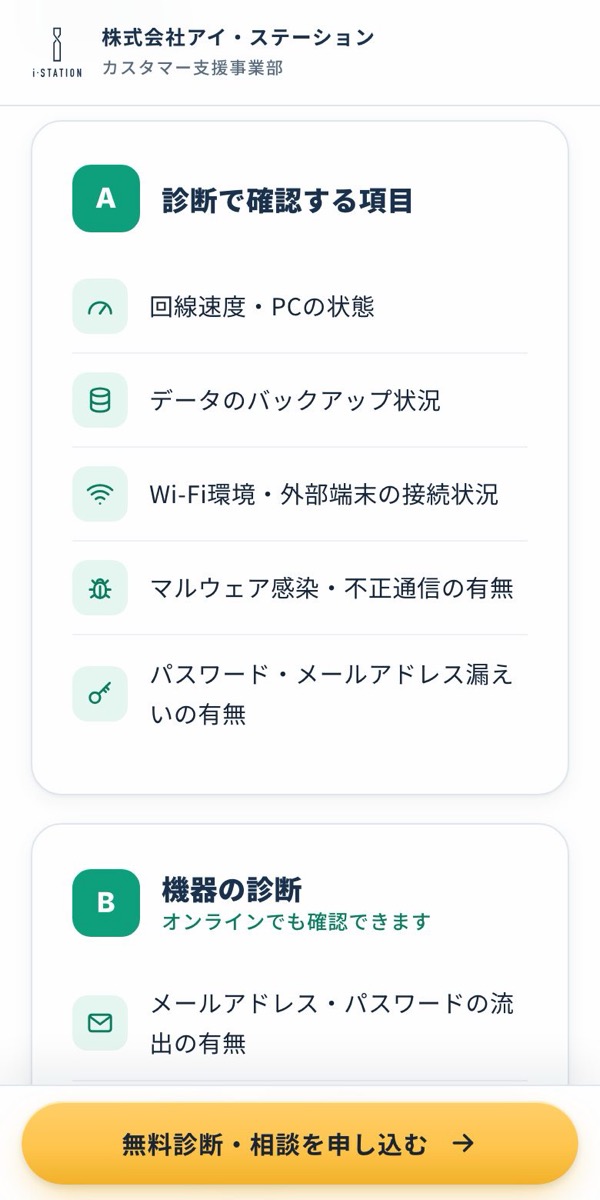 株式会社アイ・ステーション
i·STATION
カスタマー支援事業部
A
診断で確認する項目
回線速度・PCの状態
データのバックアップ状況
Wi-Fi環境・外部端末の接続状況
マルウェア感染・不正通信の有無
パスワード・メールアドレス漏え
いの有無
B
機器の診断
オンラインでも確認できます
メールアドレス・パスワードの流
出の有無
無料診断・相談を申し込む →